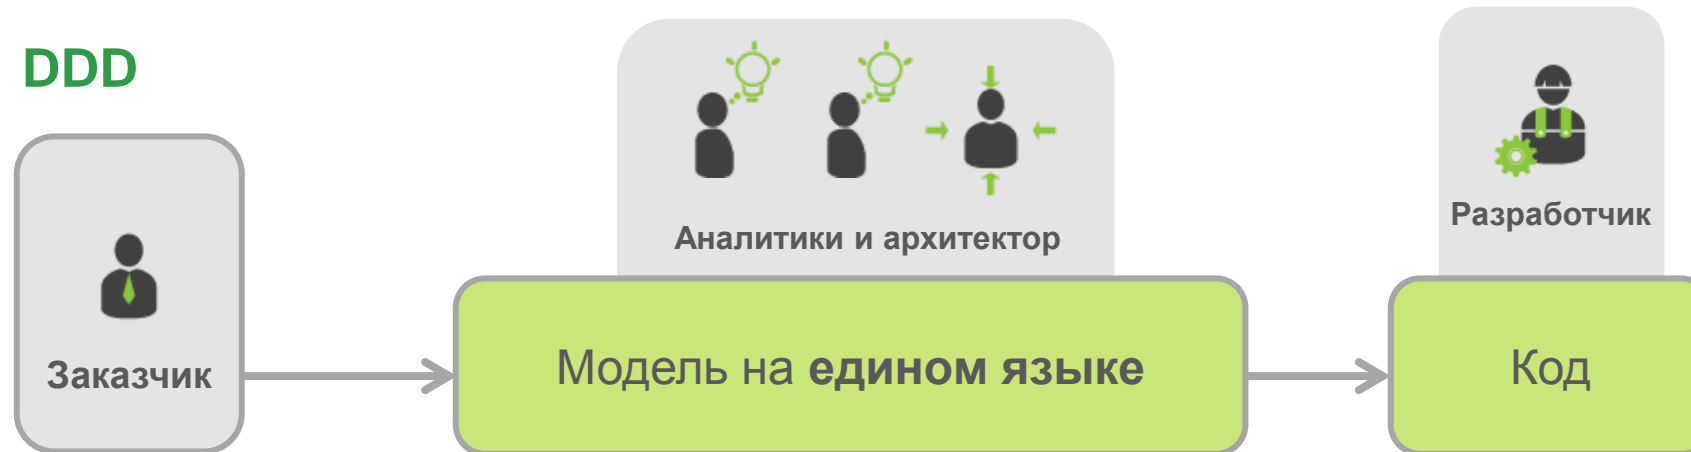 DDD
Заказчик
Аналитики и архитектор
Модель на едином языке
Разработчик
Код